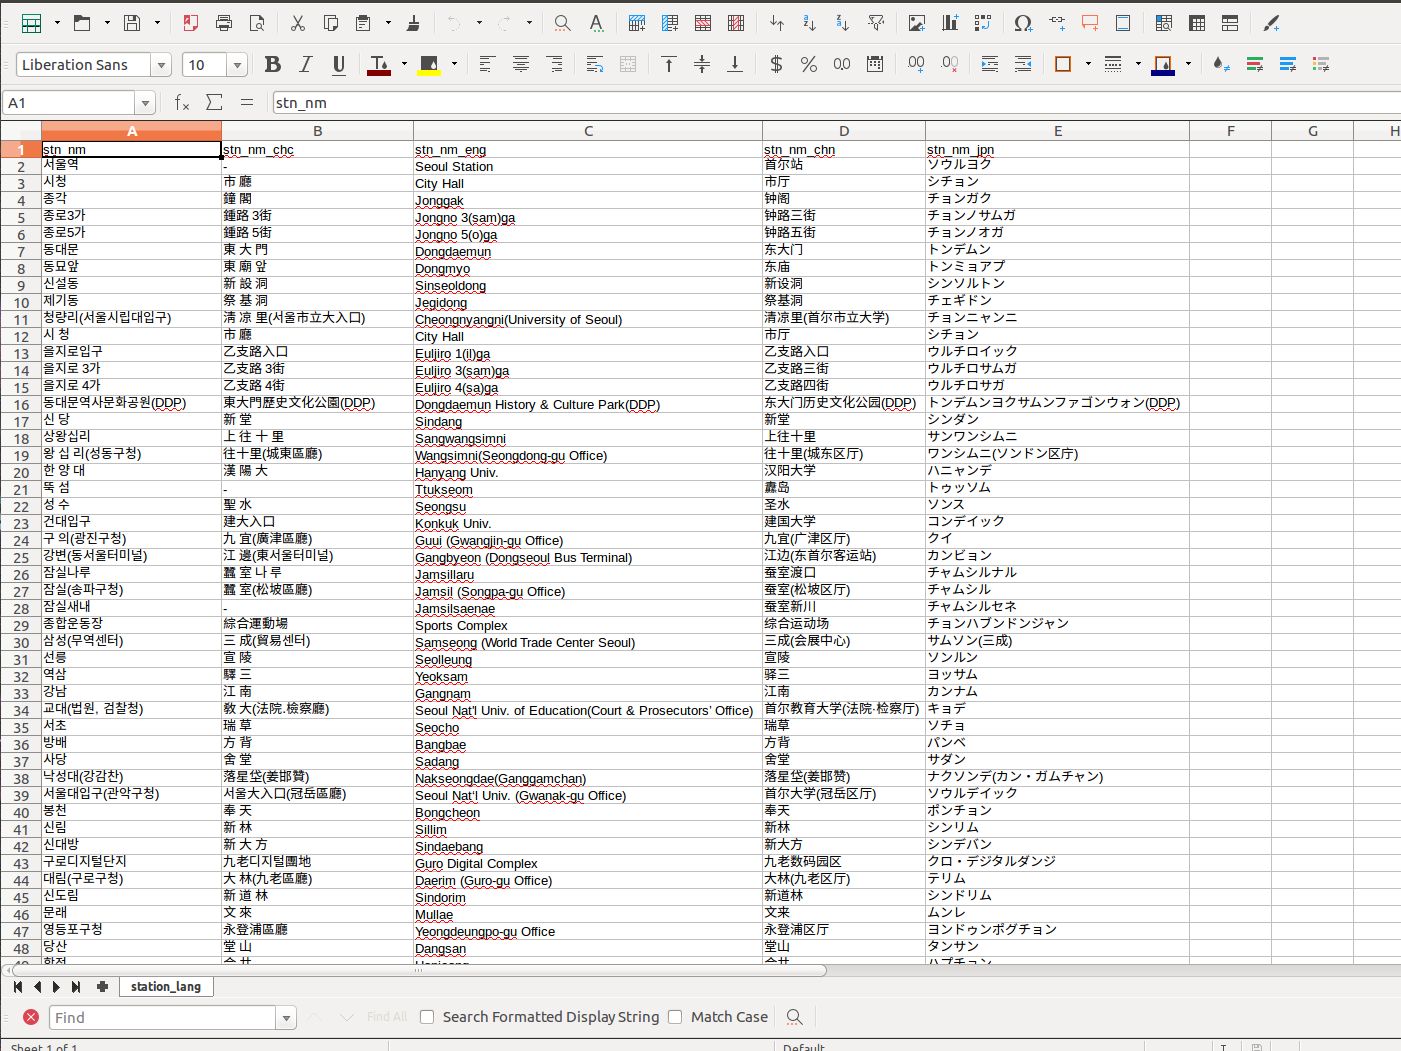 Liberation Sans 10
A1 stn_nm
A B C D E F G H
1 stn_nm stn_nm_chc stn_nm_eng stn_nm_chn stn_nm_jpn
2 서울역 - Seoul Station 首尔站 ソウルヨク
3 시청 市 廳 City Hall 市厅 シチョン
4 종각 鐘 閣 Jonggak 钟阁 チョンガク
5 종로3가 鍾路 3街 Jongno 3(sam)ga 钟路三街 チョンノサムガ
6 종로5가 鍾路 5街 Jongno 5(o)ga 钟路五街 チョンノオガ
7 동대문 東 大 門 Dongdaemun 东大门 トンデムン
8 동묘앞 東 廟 앞 Dongmyo 东庙 トンミョアプ
9 신설동 新 設 洞 Sinseoldong 新设洞 シンソルトン
10 제기동 祭 基 洞 Jegidong 祭基洞 チェギドン
11 청량리(서울시립대입구) 淸 凉 里(서울市立大入口) Cheongnyangni(University of Seoul) 清凉里(首尔市立大学) チョンニャンニ
12 시 청 市 廳 City Hall 市厅 シチョン
13 을지로입구 乙支路入口 Euljiro 1(il)ga 乙支路入口 ウルチロイック
14 을지로 3가 乙支路 3街 Euljiro 3(sam)ga 乙支路三街 ウルチロサムガ
15 을지로 4가 乙支路 4街 Euljiro 4(sa)ga 乙支路四街 ウルチロサガ
16 동대문역사문화공원(DDP) 東大門歷史文化公園(DDP) Dongdaemun History & Culture Park(DDP) 东大门历史文化公园(DDP) トンデムンヨクサムンファゴンウォン(DDP)
17 신 당 新 堂 Sindang 新堂 シンダン
18 상왕십리 上 往 十 里 Sangwangsimni 上往十里 サンワンシムニ
19 왕 십 리(성동구청) 往十里(城東區廳) Wangsimni(Seongdong-gu Office) 往十里(城东区厅) ワンシムニ(ソンドン区庁)
20 한 양 대 漢 陽 大 Hanyang Univ. 汉阳大学 ハニャンデ
21 뚝 섬 - Ttukseom 纛岛 トゥッソム
22 성 수 聖 水 Seongsu 圣水 ソンス
23 건대입구 建大入口 Konkuk Univ. 建国大学 コンデイック
24 구 의(광진구청) 九 宜(廣津區廳) Guui (Gwangjin-gu Office) 九宜(广津区厅) クイ
25 강변(동서울터미널) 江 邊(東서울터미널) Gangbyeon (Dongseoul Bus Terminal) 江边(东首尔客运站) カンビョン
26 잠실나루 蠶 室 나 루 Jamsillaru 蚕室渡口 チャムシルナル
27 잠실(송파구청) 蠶 室(松坡區廳) Jamsil (Songpa-gu Office) 蚕室(松坡区厅) チャムシル
28 잠실새내 - Jamsilsaenae 蚕室新川 チャムシルセネ
29 종합운동장 綜合運動場 Sports Complex 综合运动场 チョンハブンドンジャン
30 삼성(무역센터) 三 成(貿易센터) Samseong (World Trade Center Seoul) 三成(会展中心) サムソン(三成)
31 선릉 宣 陵 Seolleung 宣陵 ソンルン
32 역삼 驛 三 Yeoksam 驿三 ヨッサム
33 강남 江 南 Gangnam 江南 カンナム
34 교대(법원, 검찰청) 敎 大(法院.檢察廳) Seoul Nat'l Univ. of Education(Court & Prosecutors' Office) 首尔教育大学(法院·检察厅) キョデ
35 서초 瑞 草 Seocho 瑞草 ソチョ
36 방배 方 背 Bangbae 方背 パンベ
37 사당 舍 堂 Sadang 舍堂 サダン
38 낙성대(강감찬) 落星垈(姜邯贊) Nakseongdae(Ganggamchan) 落星垈(姜邯赞) ナクソンデ(カン・ガムチャン)
39 서울대입구(관악구청) 서울大入口(冠岳區廳) Seoul Nat'l Univ. (Gwanak-gu Office) 首尔大学(冠岳区厅) ソウルデイック
40 봉천 奉 天 Bongcheon 奉天 ポンチョン
41 신림 新 林 Sillim 新林 シンリム
42 신대방 新 大 方 Sindaebang 新大方 シンデバン
43 구로디지털단지 九老디지털團地 Guro Digital Complex 九老数码园区 クロ・デジタルダンジ
44 대림(구로구청) 大 林(九老區廳) Daerim (Guro-gu Office) 大林(九老区厅) テリム
45 신도림 新 道 林 Sindorim 新道林 シンドリム
46 문래 文 來 Mullae 文来 ムンレ
47 영등포구청 永登浦區廳 Yeongdeungpo-gu Office 永登浦区厅 ヨンドゥンポグチョン
48 당산 堂 山 Dangsan 堂山 タンサン
station_lang
Find Find All Search Formatted Display String Match Case
Sheet 1 of 1 Default